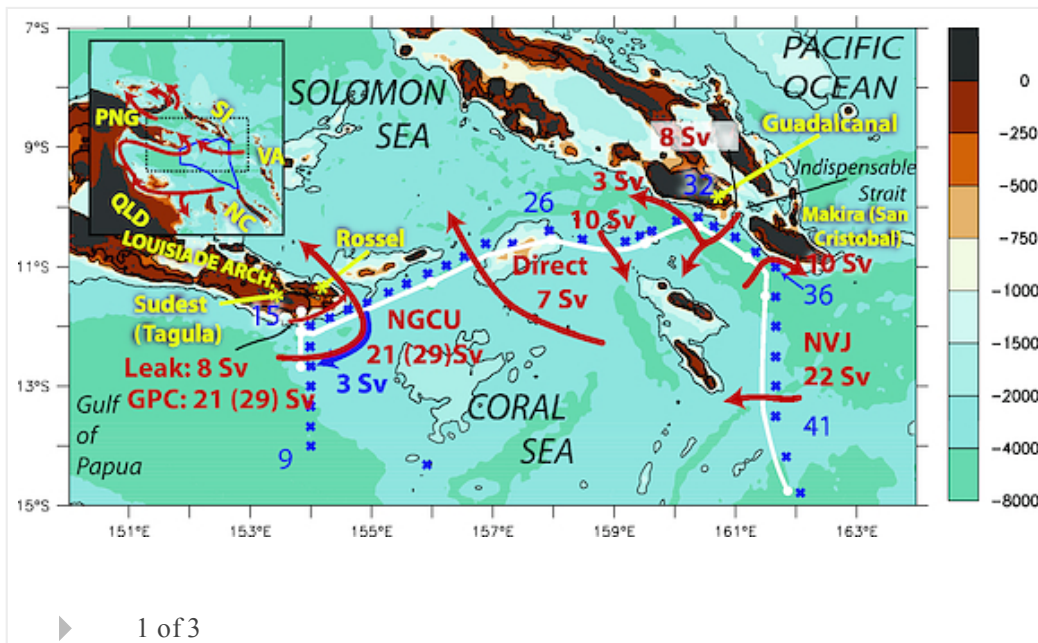 7°S
9°S
11°S
13°S
15°S
151°E
153°E
155°E
157°E
159°E
161°E
163°E
PNG
SI
VA
QLD
NC
SOLOMON
SEA
PACIFIC
OCEAN
8 Sv
Guadalcanal
Indispensable
Strait
3 Sv
32
Makira (San
Cristobal)
26
10 Sv
LOUISIADE ARCH.
Rossel
Direct
7 Sv
10 Sv
36
Sudest
(Tagula)
15
NGCU
21 (29) Sv
NVJ
22 Sv
Leak: 8 Sv
GPC: 21 (29) Sv
3 Sv
Gulf
of
Papua
CORAL
SEA
9
41
0
−250
−500
−750
−1000
−1500
−2000
−4000
−8000
1 of 3